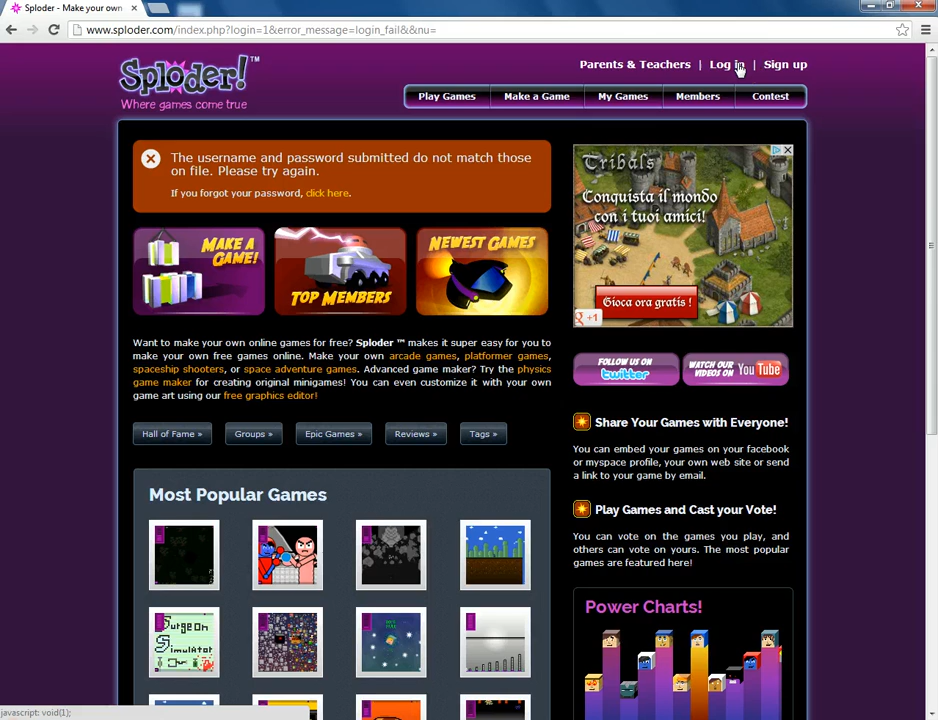 Sploder - Make your own
www.sploder.com/index.php?login=1&error_message=login_fail&&nu=
Parents & Teachers | Log in | Sign up
Sploder!™
Where games come true
Play Games
Make a Game
My Games
Members
Contest
The username and password submitted do not match those
on file. Please try again.
If you forgot your password, click here.
Tribals
Conquista il mondo
con i tuoi amici!
Gioca ora gratis !
+1
MAKE A
GAME!
TOP MEMBERS
NEWEST GAMES
Want to make your own online games for free? Sploder ™ makes it super easy for you to
make your own free games online. Make your own arcade games, platformer games,
spaceship shooters, or space adventure games. Advanced game maker? Try the physics
game maker for creating original minigames! You can even customize it with your own
game art using our free graphics editor!
FOLLOW US ON
twitter
WATCH OUR
VIDEOS ON
YouTube
Hall of Fame »
Groups »
Epic Games »
Reviews »
Tags »
Share Your Games with Everyone!
You can embed your games on your facebook
or myspace profile, your own web site or send
a link to your game by email.
Most Popular Games
Play Games and Cast your Vote!
You can vote on the games you play, and
others can vote on yours. The most popular
games are featured here!
Power Charts!
SurgeOn
Simulator
javascript: void(1);